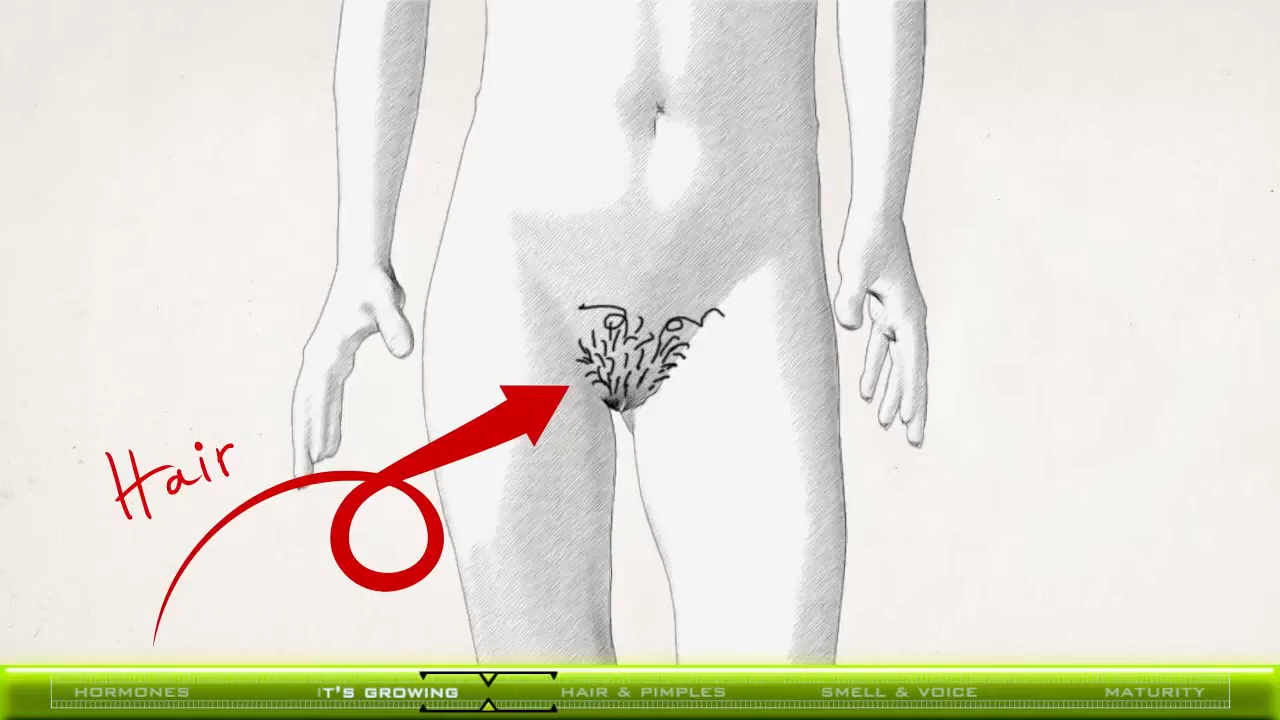 Hair
HORMONES
IT'S GROWING
HAIR & PIMPLES
SMELL & VOICE
MATURITY